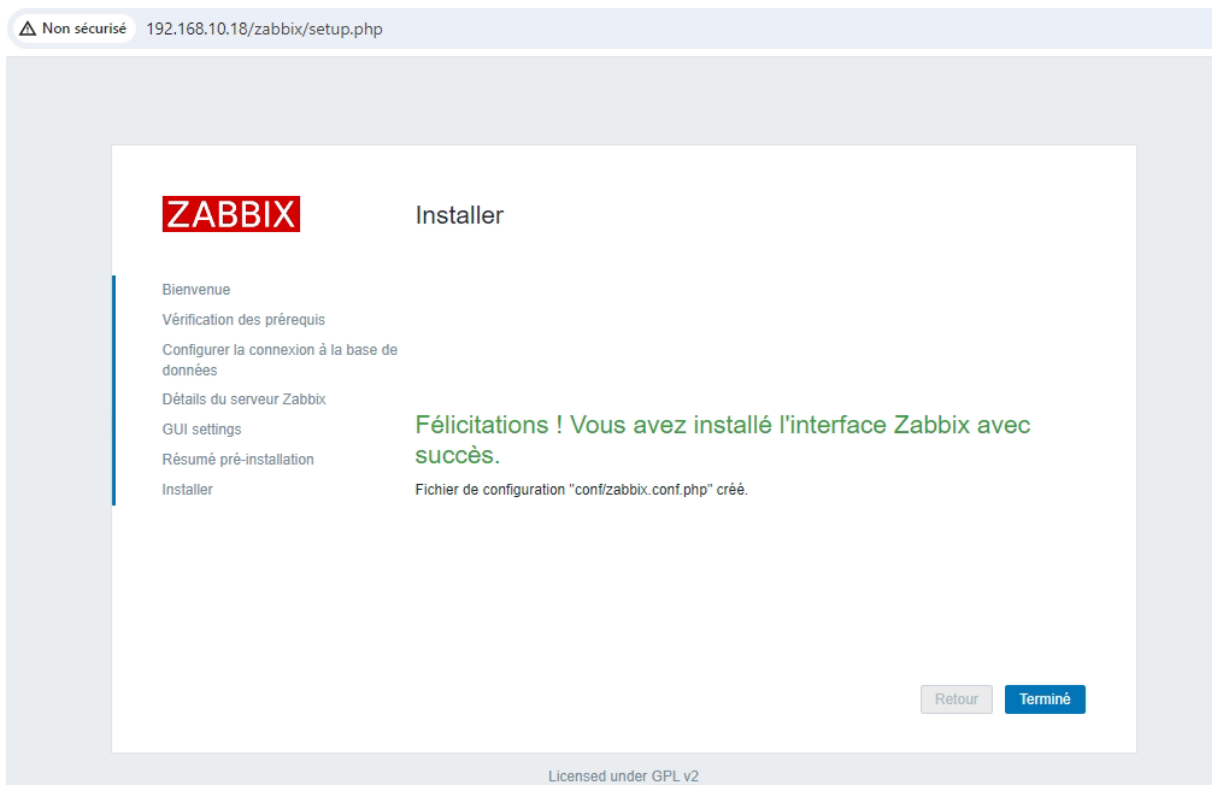 Non sécurisé 192.168.10.18/zabbix/setup.php
ZABBIX
Installer
Bienvenue
Vérification des prérequis
Configurer la connexion à la base de
données
Détails du serveur Zabbix
GUI settings
Résumé pré-installation
Installer
Félicitations ! Vous avez installé l'interface Zabbix avec
succès.
Fichier de configuration "conf/zabbix.conf.php" créé.
Retour
Terminé
Licensed under GPL v2